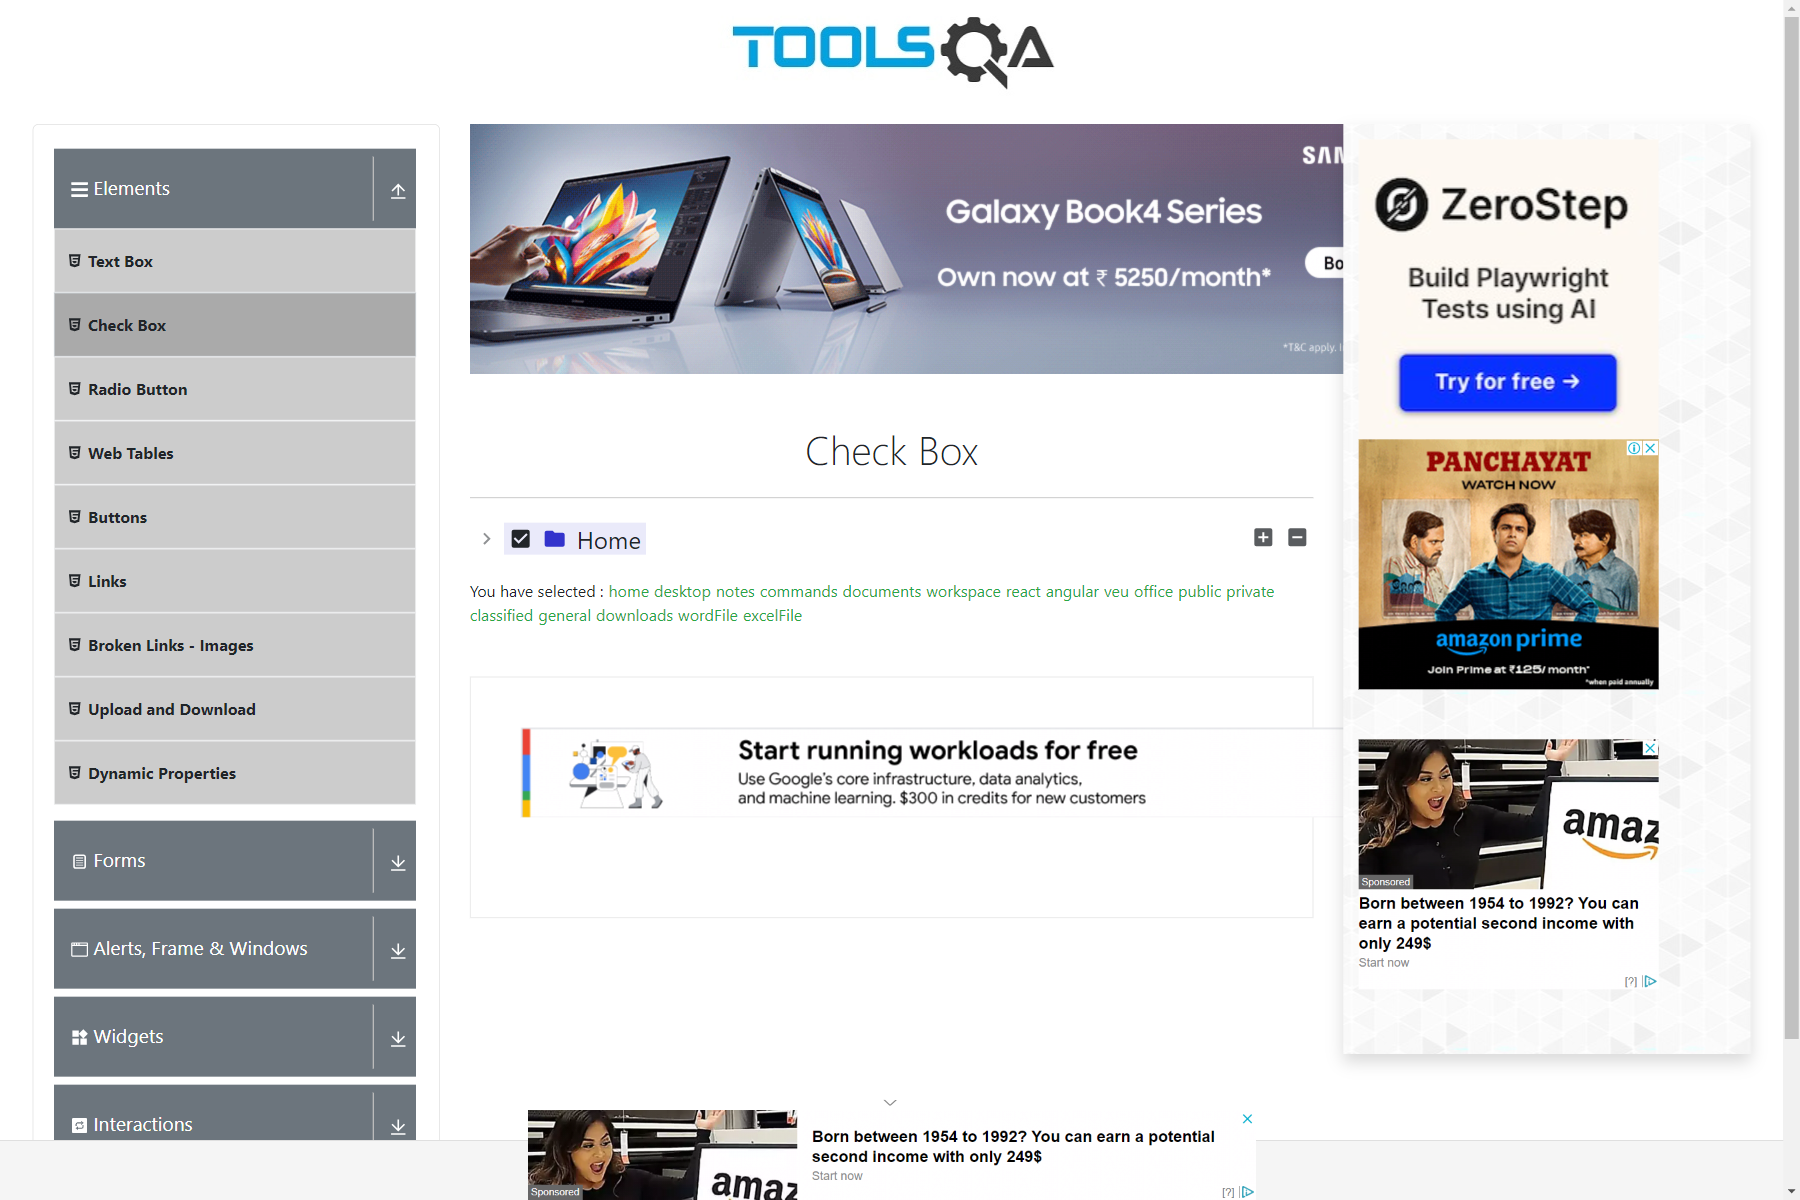 TOOLSQA
Elements
Text Box
Check Box
Radio Button
Web Tables
Buttons
Links
Broken Links - Images
Upload and Download
Dynamic Properties
Forms
Alerts, Frame & Windows
Widgets
Interactions
SAM
Galaxy Book4 Series
Own now at ₹ 5250/month*
Bo
*T&C apply.
Check Box
Home
You have selected : home desktop notes commands documents workspace react angular veu office public private
classified general downloads wordFile excelFile
Start running workloads for free
Use Google's core infrastructure, data analytics,
and machine learning. $300 in credits for new customers
ZeroStep
Build Playwright
Tests using AI
Try for free →
PANCHAYAT
WATCH NOW
amazon prime
Join Prime at ₹125/month*
*when paid annually
amaz
Sponsored
Born between 1954 to 1992? You can
earn a potential second income with
only 249$
Start now
[?]
amaz
Sponsored
Born between 1954 to 1992? You can earn a potential
second income with only 249$
Start now
[?]